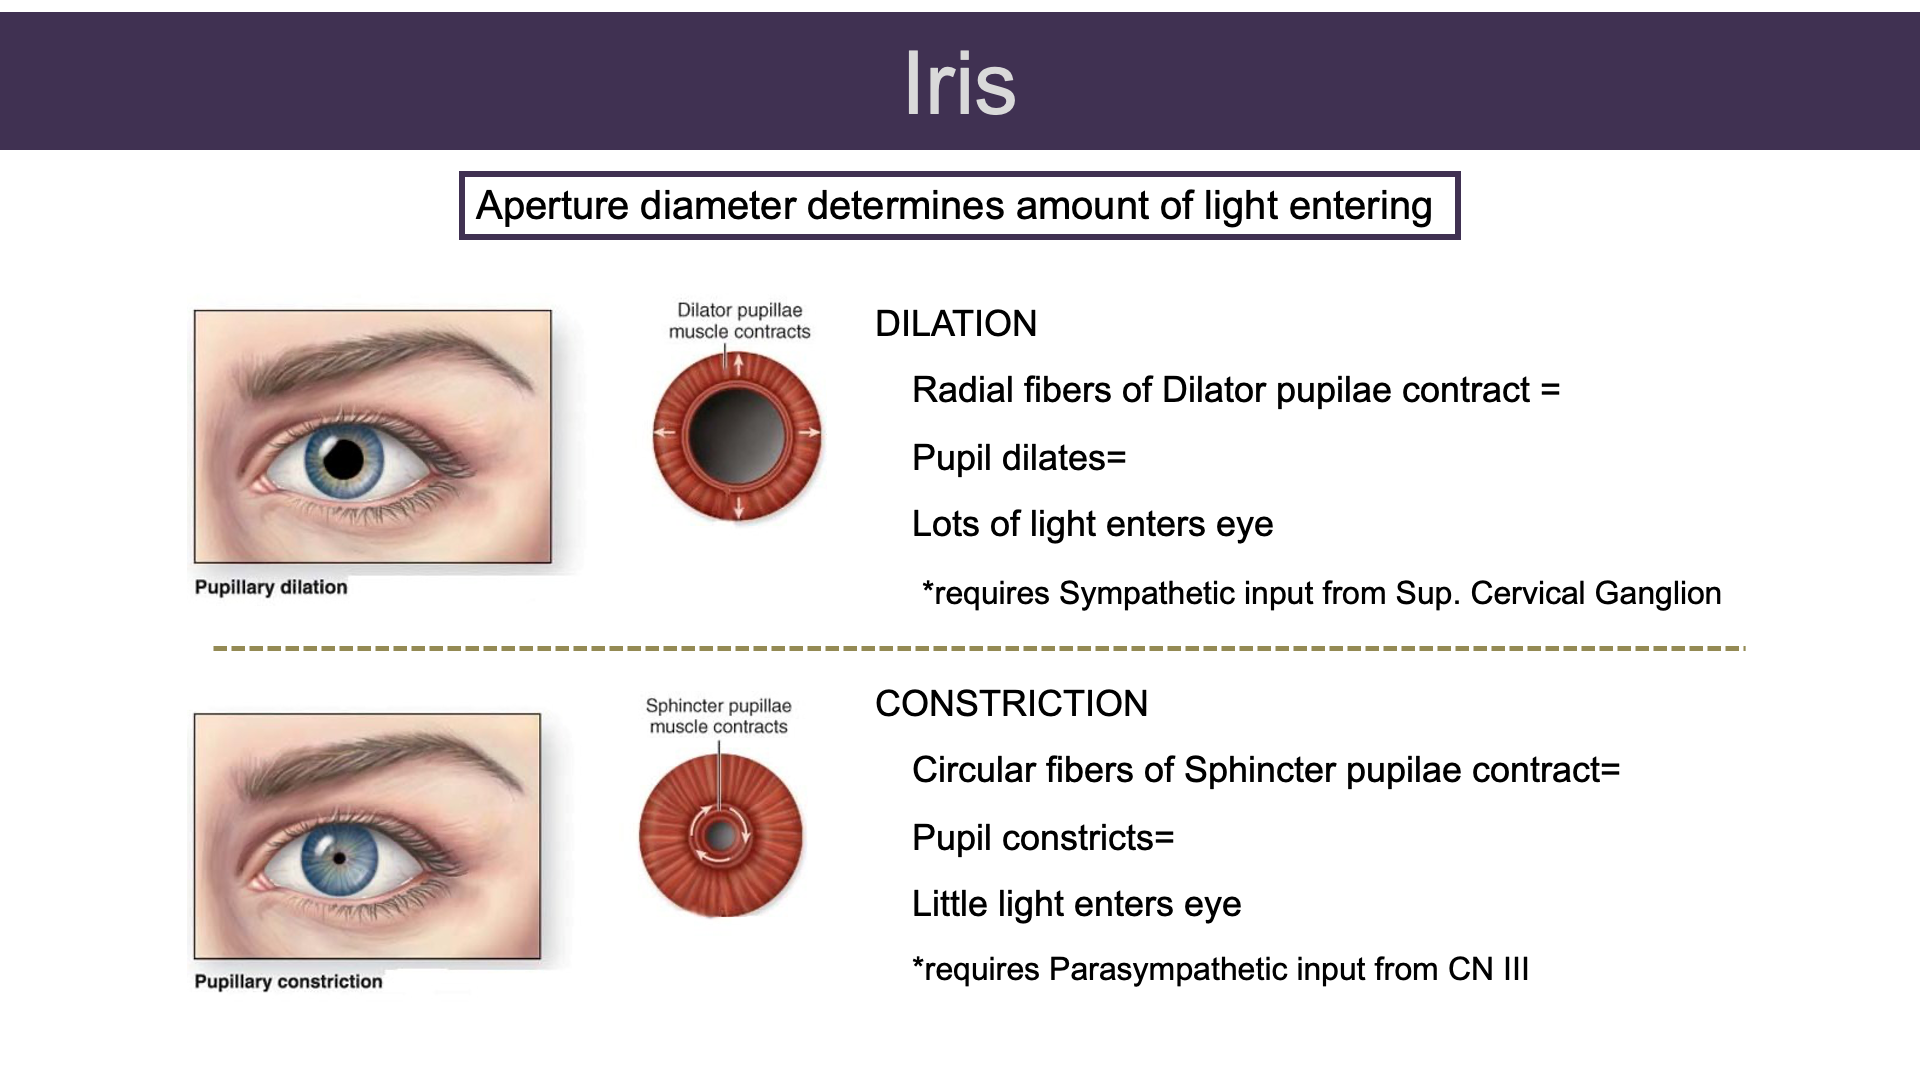 Iris
Aperture diameter determines amount of light entering
Dilator pupillae
muscle contracts
Pupillary dilation
DILATION
Radial fibers of Dilator pupilae contract =
Pupil dilates=
Lots of light enters eye
*requires Sympathetic input from Sup. Cervical Ganglion
Sphincter pupillae
muscle contracts
Pupillary constriction
CONSTRICTION
Circular fibers of Sphincter pupilae contract=
Pupil constricts=
Little light enters eye
*requires Parasympathetic input from CN III